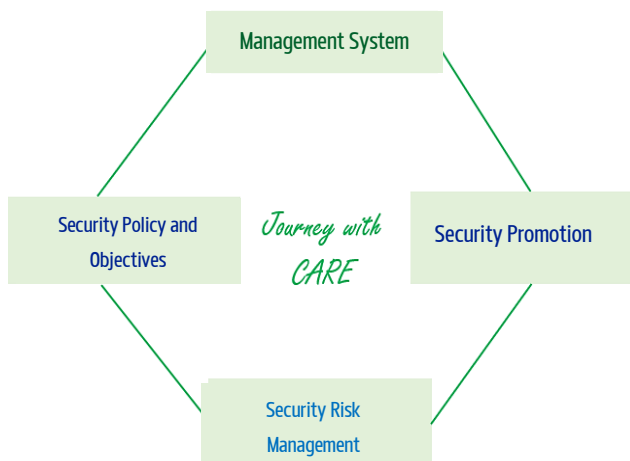 Management System
Security Policy and
Objectives
Journey with
CARE
Security Promotion
Security Risk
Management